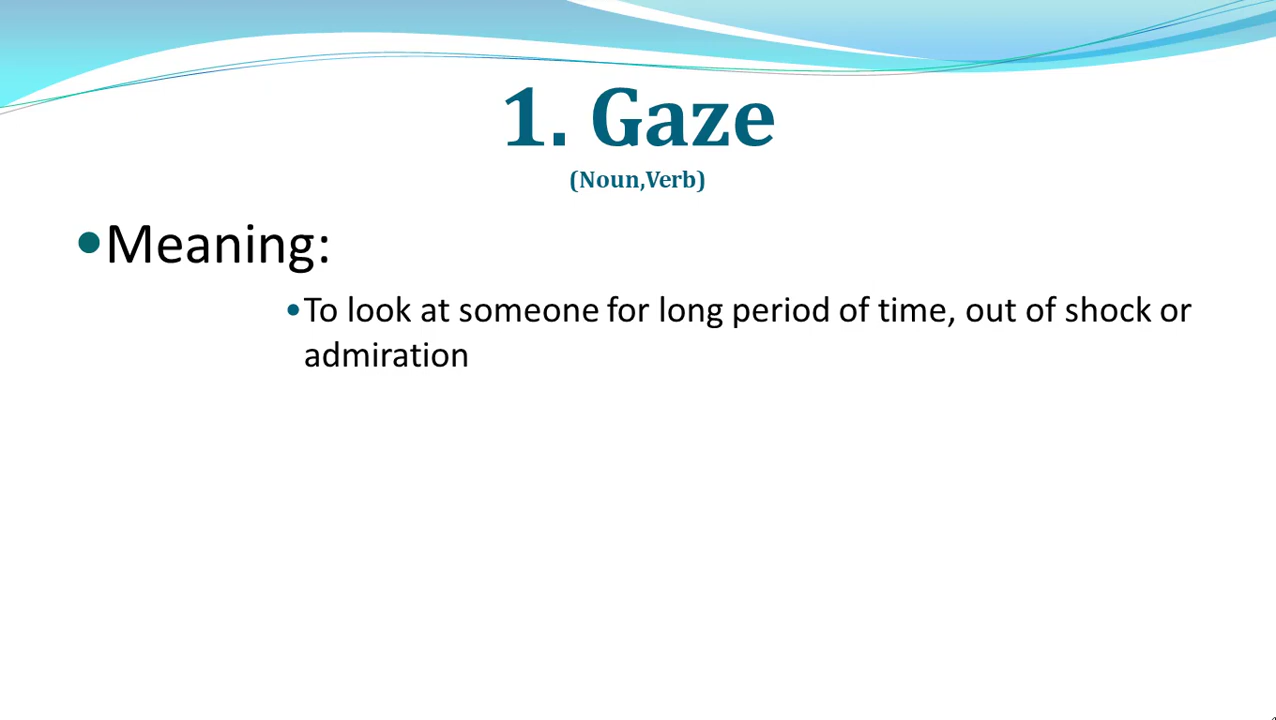 1. Gaze
(Noun,Verb)
•Meaning:
•To look at someone for long period of time, out of shock or
admiration